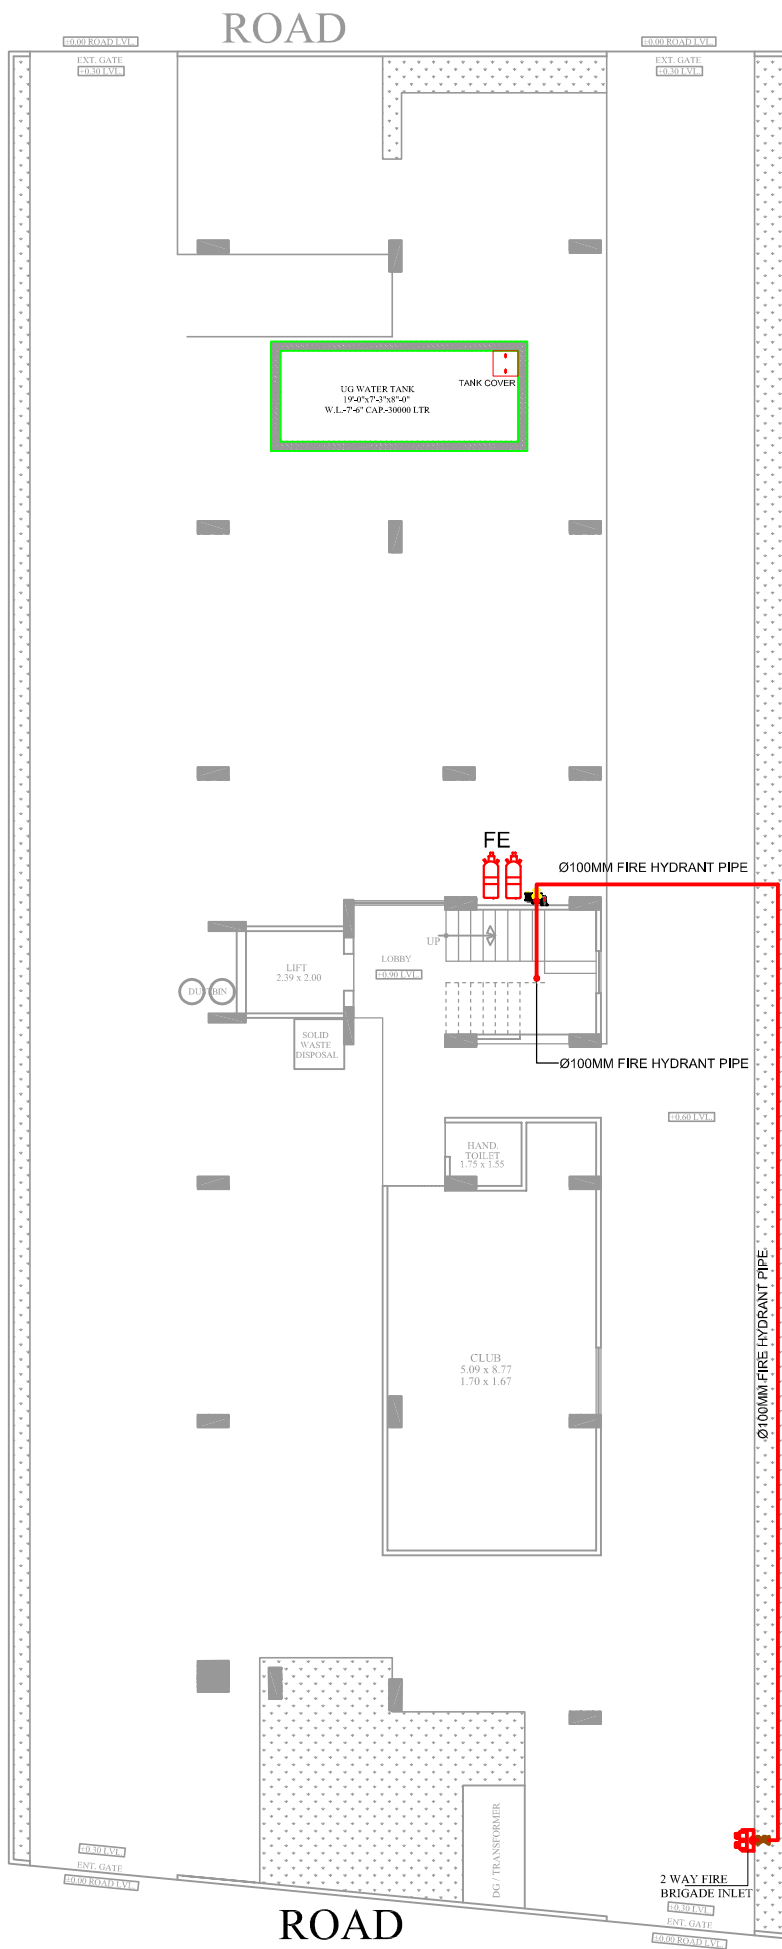 ROAD
±0.00 ROAD LVL.
±0.00 ROAD LVL.
EXT. GATE
+0.30 LVL.
EXT. GATE
+0.30 LVL.
TANK COVER
UG WATER TANK
19'-0"x7'-3"x8'-0"
W.L.-7'-6" CAP.-30000 LTR
FE
Ø100MM FIRE HYDRANT PIPE
UP
LOBBY
+0.90 LVL.
LIFT
2.39 x 2.00
DUSTBIN
SOLID
WASTE
DISPOSAL
Ø100MM FIRE HYDRANT PIPE
+0.60 LVL.
HAND.
TOILET
1.75 x 1.55
Ø100MM FIRE HYDRANT PIPE
CLUB
5.09 x 8.77
1.70 x 1.67
DG / TRANSFORMER
+0.30 LVL.
ENT. GATE
±0.00 ROAD LVL.
2 WAY FIRE
BRIGADE INLET
+0.30 LVL.
ENT. GATE
±0.00 ROAD LVL.
ROAD